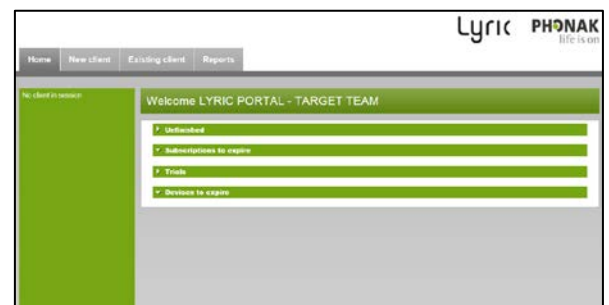 Lyric PHONAK
life is on
Home New client Existing client Reports
No client in session
Welcome LYRIC PORTAL - TARGET TEAM
Unfinished
Subscriptions to expire
Trials
Devices to expire